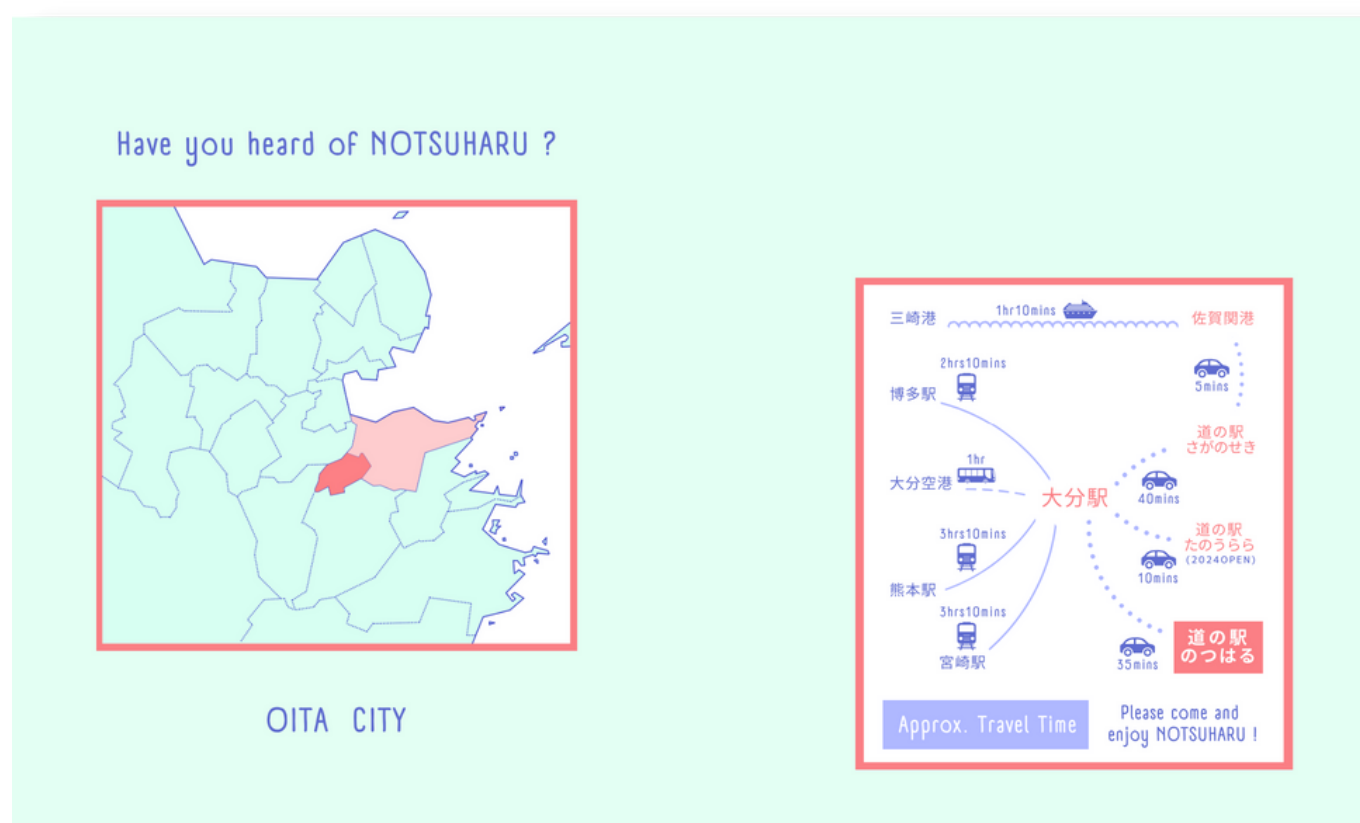 Have you heard of NOTSUHARU ?
OITA CITY
三崎港
1hr10mins
佐賀関港
5mins
2hrs10mins
博多駅
道の駅
さがのせき
40mins
1hr
大分空港
大分駅
道の駅
たのうらら
(2024OPEN)
10mins
3hrs10mins
熊本駅
3hrs10mins
宮崎駅
35mins
道の駅
のつはる
Approx. Travel Time
Please come and
enjoy NOTSUHARU !